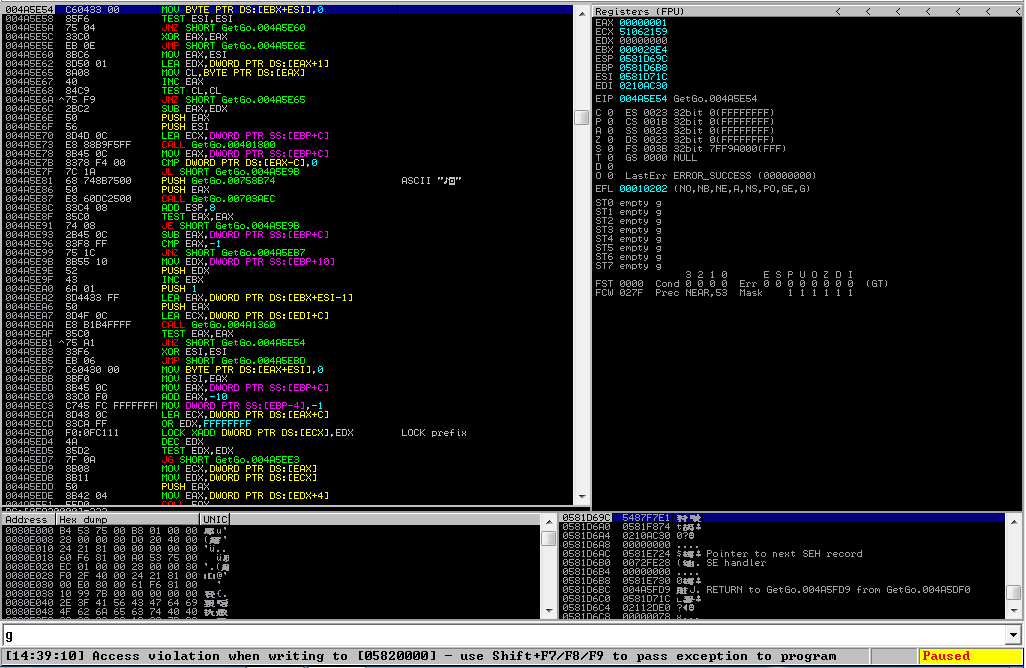 004A5E54 C60433 00 MOV BYTE PTR DS:[EBX+ESI],0
004A5E58 85F6 TEST ESI,ESI
004A5E5A 75 04 JNZ SHORT GetGo.004A5E60
004A5E5C 33C0 XOR EAX,EAX
004A5E5E EB 0E JMP SHORT GetGo.004A5E6E
004A5E60 8BC6 MOV EAX,ESI
004A5E62 8D50 01 LEA EDX,DWORD PTR DS:[EAX+1]
004A5E65 8A08 MOV CL,BYTE PTR DS:[EAX]
004A5E67 40 INC EAX
004A5E68 84C9 TEST CL,CL
004A5E6A ^75 F9 JNZ SHORT GetGo.004A5E65
004A5E6C 2BC2 SUB EAX,EDX
004A5E6E 50 PUSH EAX
004A5E6F 56 PUSH ESI
004A5E70 8D4D 0C LEA ECX,DWORD PTR SS:[EBP+C]
004A5E73 E8 88B9F5FF CALL GetGo.00401800
004A5E78 8B45 0C MOV EAX,DWORD PTR SS:[EBP+C]
004A5E7B 8378 F4 00 CMP DWORD PTR DS:[EAX-C],0
004A5E7F 7C 1A JL SHORT GetGo.004A5E9B
004A5E81 68 748B7500 PUSH GetGo.00758B74 ASCII
004A5E86 50 PUSH EAX
004A5E87 E8 60DC2500 CALL GetGo.00703AEC
004A5E8C 83C4 08 ADD ESP,8
004A5E8F 85C0 TEST EAX,EAX
004A5E91 74 08 JE SHORT GetGo.004A5E9B
004A5E93 2B45 0C SUB EAX,DWORD PTR SS:[EBP+C]
004A5E96 83F8 FF CMP EAX,-1
004A5E99 75 1C JNZ SHORT GetGo.004A5EB7
004A5E9B 8B55 10 MOV EDX,DWORD PTR SS:[EBP+10]
004A5E9E 52 PUSH EDX
004A5E9F 43 INC EBX
004A5EA0 6A 01 PUSH 1
004A5EA2 8D4433 FF LEA EAX,DWORD PTR DS:[EBX+ESI-1]
004A5EA6 50 PUSH EAX
004A5EA7 8D4F 0C LEA ECX,DWORD PTR DS:[EDI+C]
004A5EAA E8 B1B4FFFF CALL GetGo.004A1360
004A5EAF 85C0 TEST EAX,EAX
004A5EB1 ^75 A1 JNZ SHORT GetGo.004A5E54
004A5EB3 33F6 XOR ESI,ESI
004A5EB5 EB 06 JMP SHORT GetGo.004A5EBD
004A5EB7 C60430 00 MOV BYTE PTR DS:[EAX+ESI],0
004A5EBB 8BF0 MOV ESI,EAX
004A5EBD 8B45 0C MOV EAX,DWORD PTR SS:[EBP+C]
004A5EC0 83C0 F0 ADD EAX,-10
004A5EC3 C745 FC FFFFFFF MOV DWORD PTR SS:[EBP-4],-1
004A5ECA 8D48 0C LEA ECX,DWORD PTR DS:[EAX+C]
004A5ECD 83CA FF OR EDX,FFFFFFFF
004A5ED0 F0:0FC111 LOCK XADD DWORD PTR DS:[ECX],EDX LOCK prefix
004A5ED4 4A DEC EDX
004A5ED5 85D2 TEST EDX,EDX
004A5ED7 7F 0A JG SHORT GetGo.004A5EE3
004A5ED9 8B08 MOV ECX,DWORD PTR DS:[EAX]
004A5EDB 8B11 MOV EDX,DWORD PTR DS:[ECX]
004A5EDD 50 PUSH EAX
004A5EDE 8B42 04 MOV EAX,DWORD PTR DS:[EDX+4]
Registers (FPU) < < < < < <
EAX 00000001
ECX 51062159
EDX 00000000
EBX 000028E4
ESP 0581D69C
EBP 0581D6B8
ESI 0581D71C
EDI 0210AC30
EIP 004A5E54 GetGo.004A5E54
C 0 ES 0023 32bit 0(FFFFFFFF)
P 0 CS 001B 32bit 0(FFFFFFFF)
A 0 SS 0023 32bit 0(FFFFFFFF)
Z 0 DS 0023 32bit 0(FFFFFFFF)
S 0 FS 003B 32bit 7FF9A000(FFF)
T 0 GS 0000 NULL
D 0
O 0 LastErr ERROR_SUCCESS (00000000)
EFL 00010202 (NO,NB,NE,A,NS,PO,GE,G)
ST0 empty g
ST1 empty g
ST2 empty g
ST3 empty g
ST4 empty g
ST5 empty g
ST6 empty g
ST7 empty g
3 2 1 0 E S P U O Z D I
FST 0000 Cond 0 0 0 0 Err 0 0 0 0 0 0 0 0 (GT)
FCW 027F Prec NEAR,53 Mask 1 1 1 1 1 1
Address Hex dump UNIC
0080E000 B4 53 75 00 B8 01 00 00
0080E008 28 00 00 00 8D D0 20 40 00
0080E010 24 21 81 00 00 00 00 00
0080E018 60 F6 81 00 A8 53 75 00
0080E020 EC 01 00 00 28 00 00 80
0080E028 F0 2F 40 00 24 21 81 00
0080E030 00 E0 80 00 61 F6 81 00
0080E038 10 99 7B 00 00 00 00 00
0080E040 2E 3F 41 56 43 47 64 69
0080E048 4F 62 6A 65 63 74 40 40
0581D69C 5487F7E1
0581D6A0 0581F874
0581D6A4 0210AC30
0581D6A8 00000000 ....
0581D6AC 0581E724 Pointer to next SEH record
0581D6B0 0072FE28 SE handler
0581D6B4 00000000 ....
0581D6B8 0581E730
0581D6BC 004A5FD9 RETURN to GetGo.004A5FD9 from GetGo.004A5DF0
0581D6C0 0581D71C
0581D6C4 02112DE0
g
[14:39:10] Access violation when writing to [05820000] - use Shift+F7/F8/F9 to pass exception to program Paused